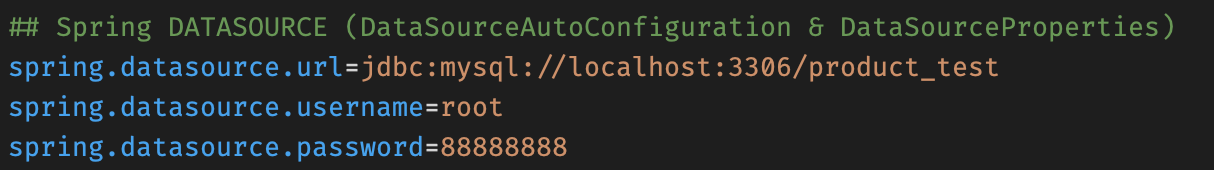 ## Spring DATASOURCE (DataSourceAutoConfiguration & DataSourceProperties)
spring.datasource.url=jdbc:mysql://localhost:3306/product_test
spring.datasource.username=root
spring.datasource.password=88888888